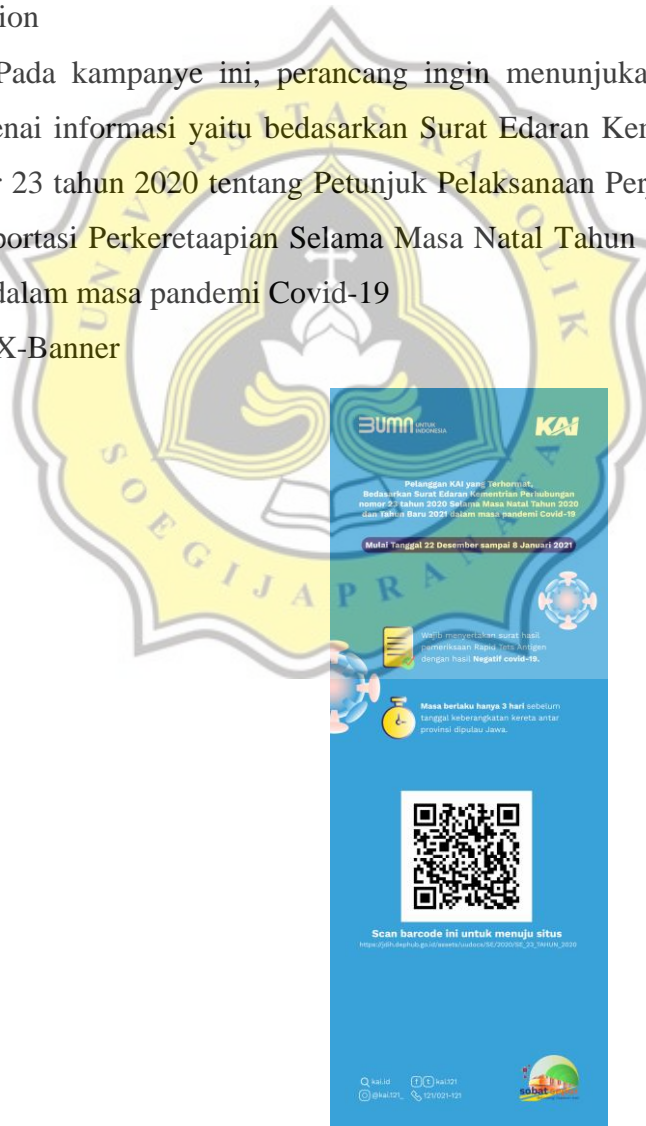 ion
Pada kampanye ini, perancang ingin menunjuka
enai informasi yaitu bedasarkan Surat Edaran Ker
23 tahun 2020 tentang Petunjuk Pelaksanaan Per
portasi Perkeretaapian Selama Masa Natal Tahun
dalam masa pandemi Covid-19
X-Banner
UNIVERSITAS KATOLIK
SOEGIJAPRANATA
BUMN UNTUK INDONESIA
KAI
Pelanggan KAI yang Terhormat,
Bedasarkan Surat Edaran Kementrian Perhubungan
nomor 23 tahun 2020 Selama Masa Natal Tahun 2020
dan Tahun Baru 2021 dalam masa pandemi Covid-19
Mulai Tanggal 22 Desember sampai 8 Januari 2021
Wajib menyertakan surat hasil
pemeriksaan Rapid Tets Antigen
dengan hasil Negatif covid-19.
Masa berlaku hanya 3 hari sebelum
tanggal keberangkatan kereta antar
provinsi dipulau Jawa.
Scan barcode ini untuk menuju situs
https://jdih.dephub.go.id/assets/uudocs/SE/2020/SE_23_TAHUN_2020
kai.id kai121
@kai121_ 121/021-121
sobat